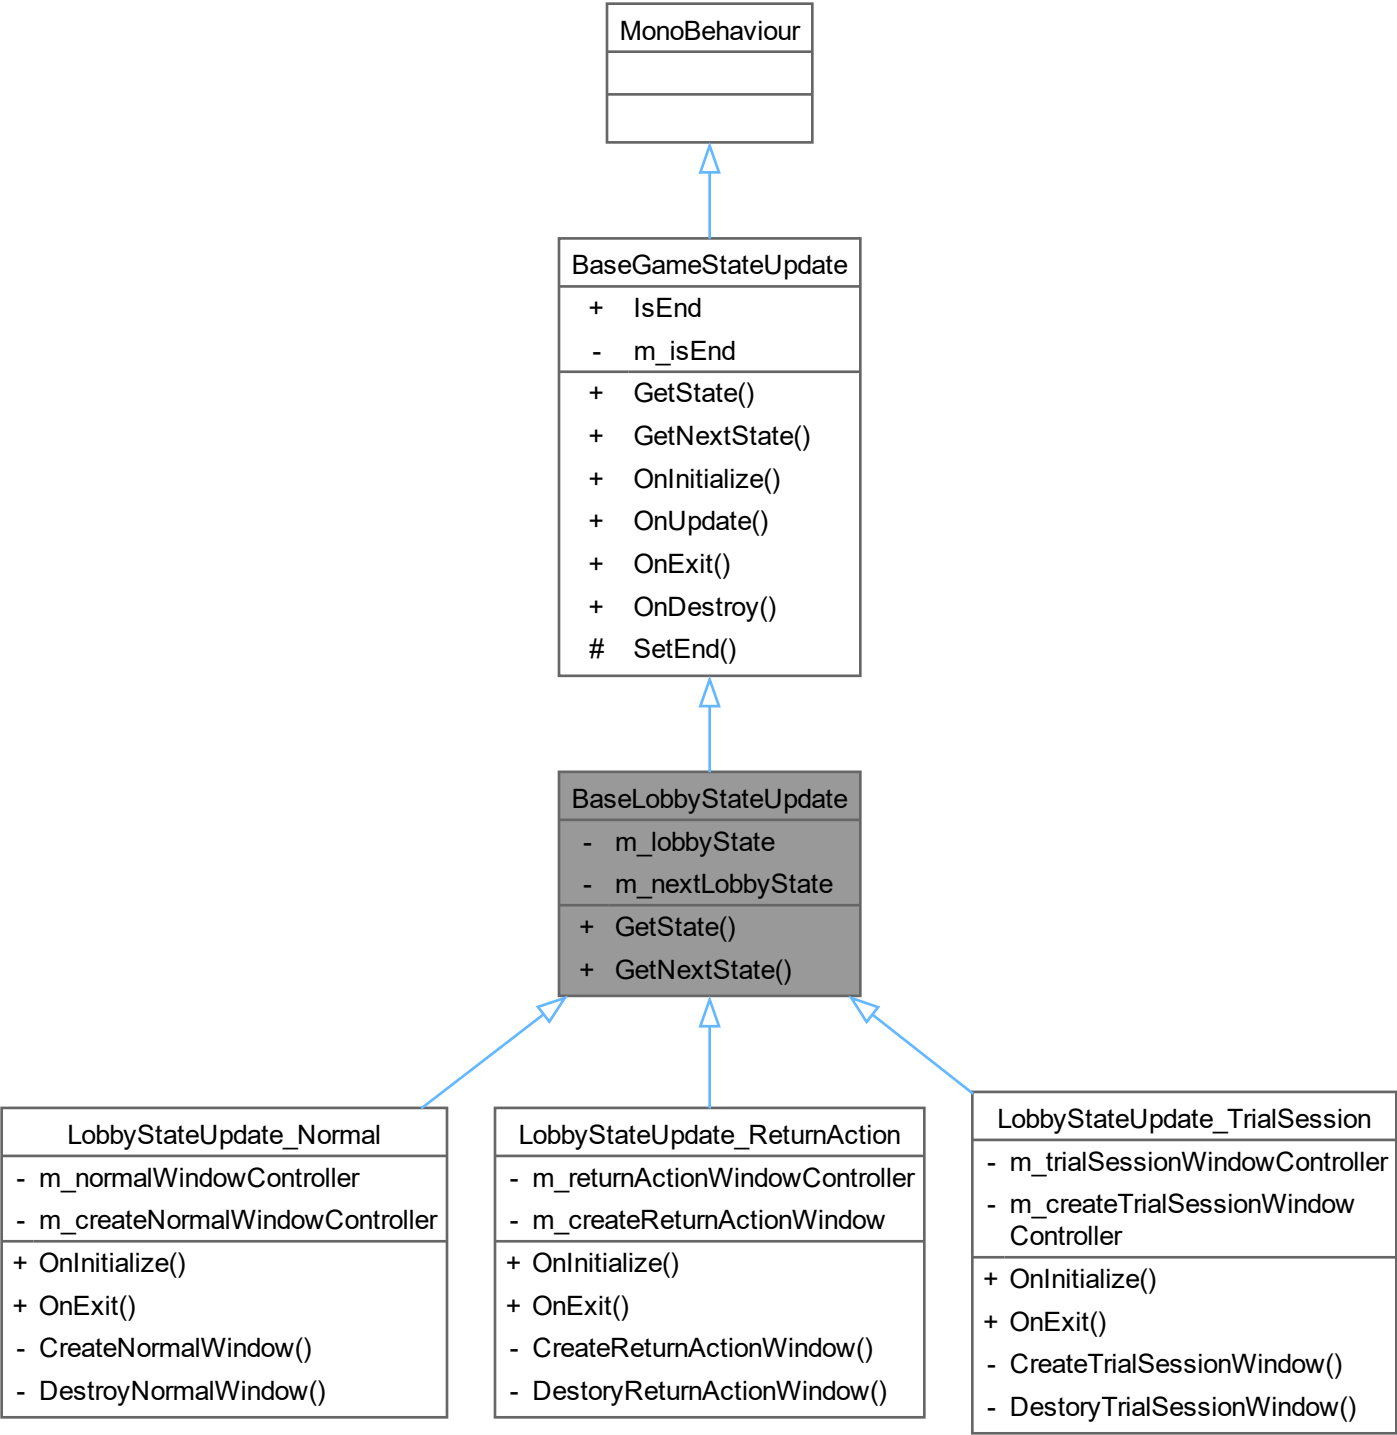 MonoBehaviour
BaseGameStateUpdate
+ IsEnd
- m_isEnd
+ GetState()
+ GetNextState()
+ OnInitialize()
+ OnUpdate()
+ OnExit()
+ OnDestroy()
# SetEnd()
BaseLobbyStateUpdate
- m_lobbyState
- m_nextLobbyState
+ GetState()
+ GetNextState()
LobbyStateUpdate_Normal
- m_normalWindowController
- m_createNormalWindowController
+ OnInitialize()
+ OnExit()
- CreateNormalWindow()
- DestroyNormalWindow()
LobbyStateUpdate_ReturnAction
- m_returnActionWindowController
- m_createReturnActionWindow
+ OnInitialize()
+ OnExit()
- CreateReturnActionWindow()
- DestoryReturnActionWindow()
LobbyStateUpdate_TrialSession
- m_trialSessionWindowController
- m_createTrialSessionWindow
Controller
+ OnInitialize()
+ OnExit()
- CreateTrialSessionWindow()
- DestoryTrialSessionWindow()